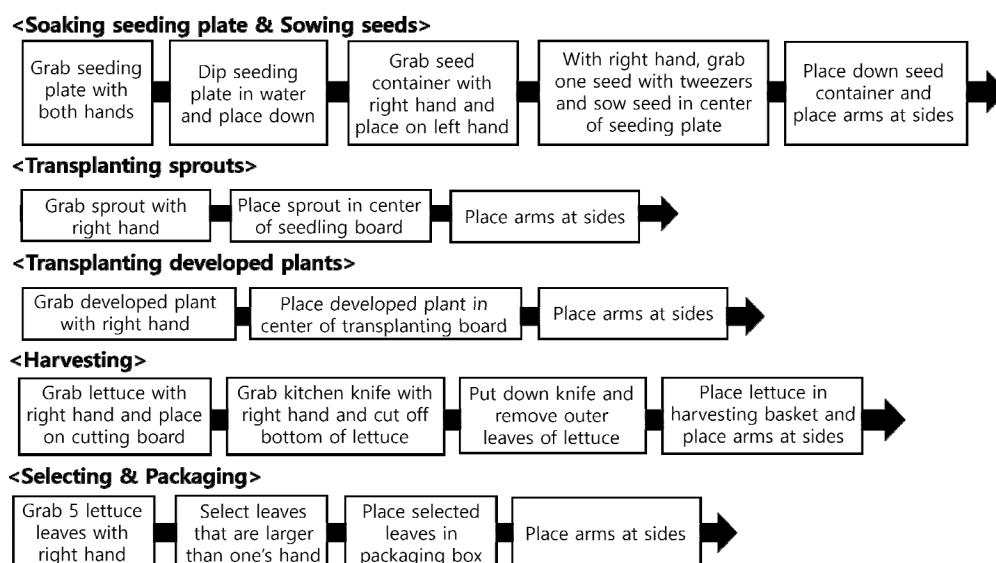 <Soaking seeding plate & Sowing seeds>
Grab seeding
plate with
both hands
Dip seeding
plate in water
and place down
Grab seed
container with
right hand and
place on left hand
With right hand, grab
one seed with tweezers
and sow seed in center
of seeding plate
Place down seed
container and
place arms at sides
<Transplanting sprouts>
Grab sprout with
right hand
Place sprout in center
of seedling board
Place arms at sides
<Transplanting developed plants>
Grab developed plant
with right hand
Place developed plant in
center of transplanting board
Place arms at sides
<Harvesting>
Grab lettuce with
right hand and place
on cutting board
Grab kitchen knife with
right hand and cut off
bottom of lettuce
Put down knife and
remove outer
leaves of lettuce
Place lettuce in
harvesting basket and
place arms at sides
<Selecting & Packaging>
Grab 5 lettuce
leaves with
right hand
Select leaves
that are larger
than one's hand
Place selected
leaves in
packaging box
Place arms at sides